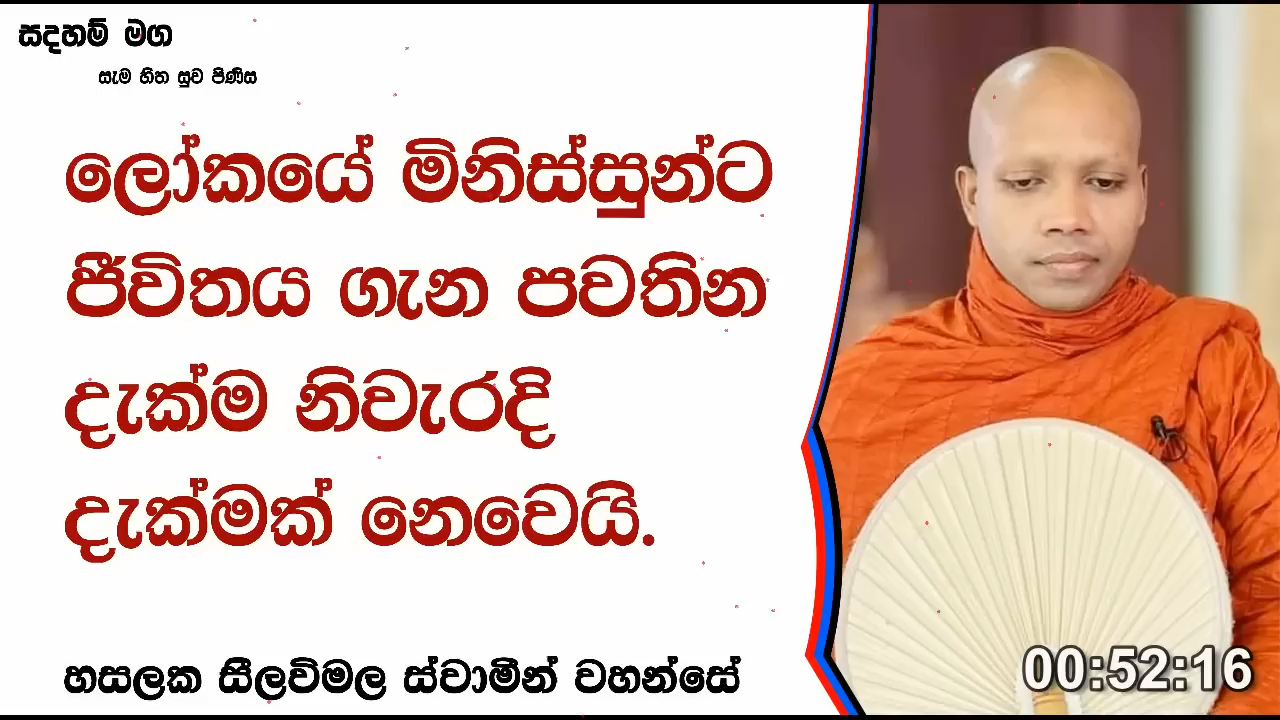 සදහම් මග
සැම හිත සුව පිණිස
ලෝකයේ මිනිස්සුන්ට
ජීවිතය ගැන පවතින
දැක්ම නිවැරදි
දැක්මක් නෙවෙයි.
හසලක සීලවිමල ස්වාමීන් වහන්සේ
00:52:16